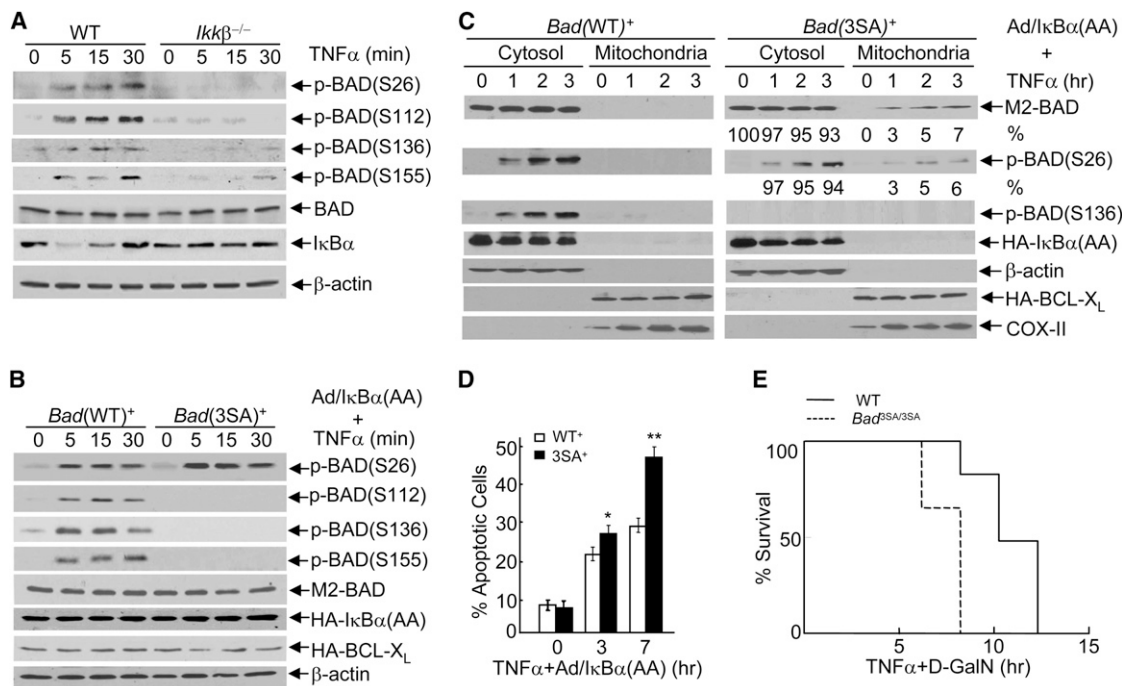 A
WT Ikkβ−/−
0 5 15 30 0 5 15 30 TNFα (min)
p-BAD(S26)
p-BAD(S112)
p-BAD(S136)
p-BAD(S155)
BAD
IκBα
β-actin
B
Ad/IκBα(AA)
+
Bad(WT)+ Bad(3SA)+
0 5 15 30 0 5 15 30 TNFα (min)
p-BAD(S26)
p-BAD(S112)
p-BAD(S136)
p-BAD(S155)
M2-BAD
HA-IκBα(AA)
HA-BCL-XL
β-actin
C
Bad(WT)+ Bad(3SA)+ Ad/IκBα(AA)
Cytosol Mitochondria Cytosol Mitochondria +
0 1 2 3 0 1 2 3 0 1 2 3 0 1 2 3 TNFα (hr)
M2-BAD
100 97 95 93 0 3 5 7 %
p-BAD(S26)
97 95 94 3 5 6 %
p-BAD(S136)
HA-IκBα(AA)
β-actin
HA-BCL-XL
COX-II
D
% Apoptotic Cells
50
40
30
20
10
0
WT+
3SA+
*
**
0 3 7
TNFα+Ad/IκBα(AA) (hr)
E
WT
Bad3SA/3SA
% Survival
100
50
0
5 10 15
TNFα+D-GalN (hr)